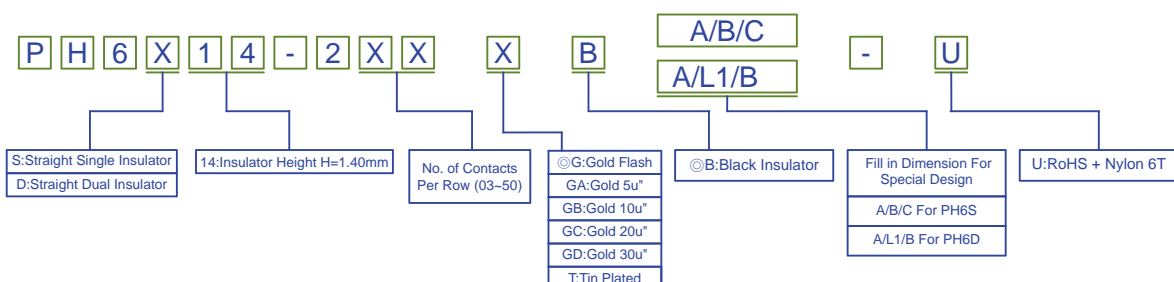 A/B/C
P H 6 X 1 4 - 2 X X X B - U
A/L1/B
S:Straight Single Insulator
D:Straight Dual Insulator
14:Insulator Height H=1.40mm
No. of Contacts
Per Row (03~50)
◎G:Gold Flash
GA:Gold 5u"
GB:Gold 10u"
GC:Gold 20u"
GD:Gold 30u"
T:Tin Plated
◎B:Black Insulator
Fill in Dimension For
Special Design
A/B/C For PH6S
A/L1/B For PH6D
U:RoHS + Nylon 6T